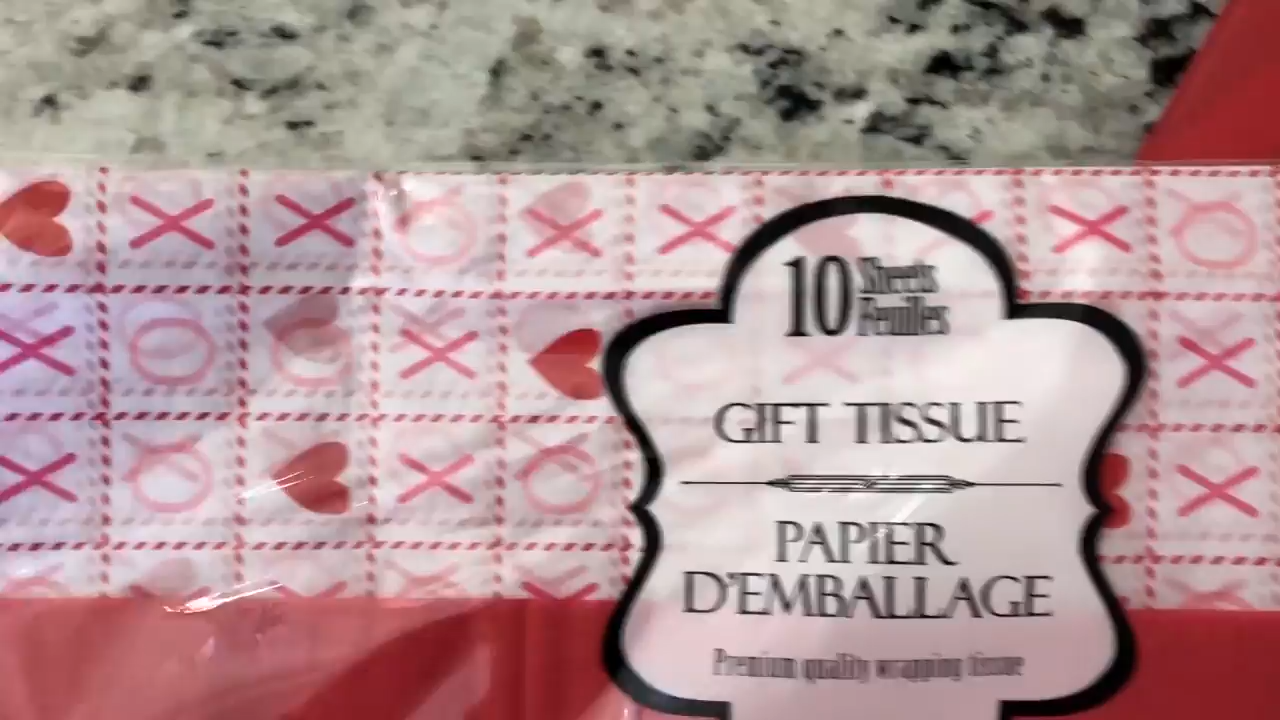 10 Sheets
Feuilles
GIFT TISSUE
PAPIER
D'EMBALLAGE
Premium quality wrapping tissue